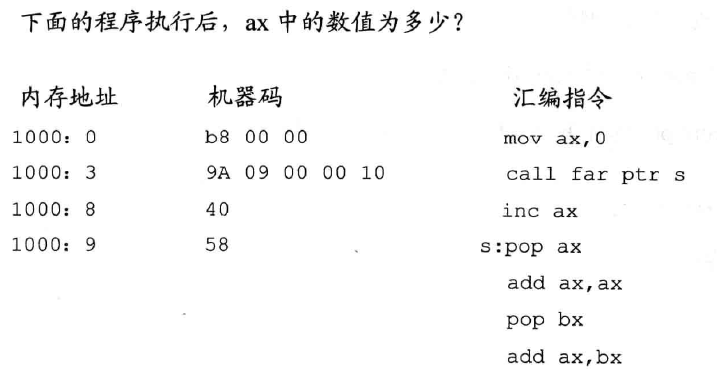 下面的程序执行后，ax 中的数值为多少？
内存地址 机器码 汇编指令
1000：0 b8 00 00 mov ax,0
1000：3 9A 09 00 00 10 call far ptr s
1000：8 40 inc ax
1000：9 58 s:pop ax
add ax,ax
pop bx
add ax,bx